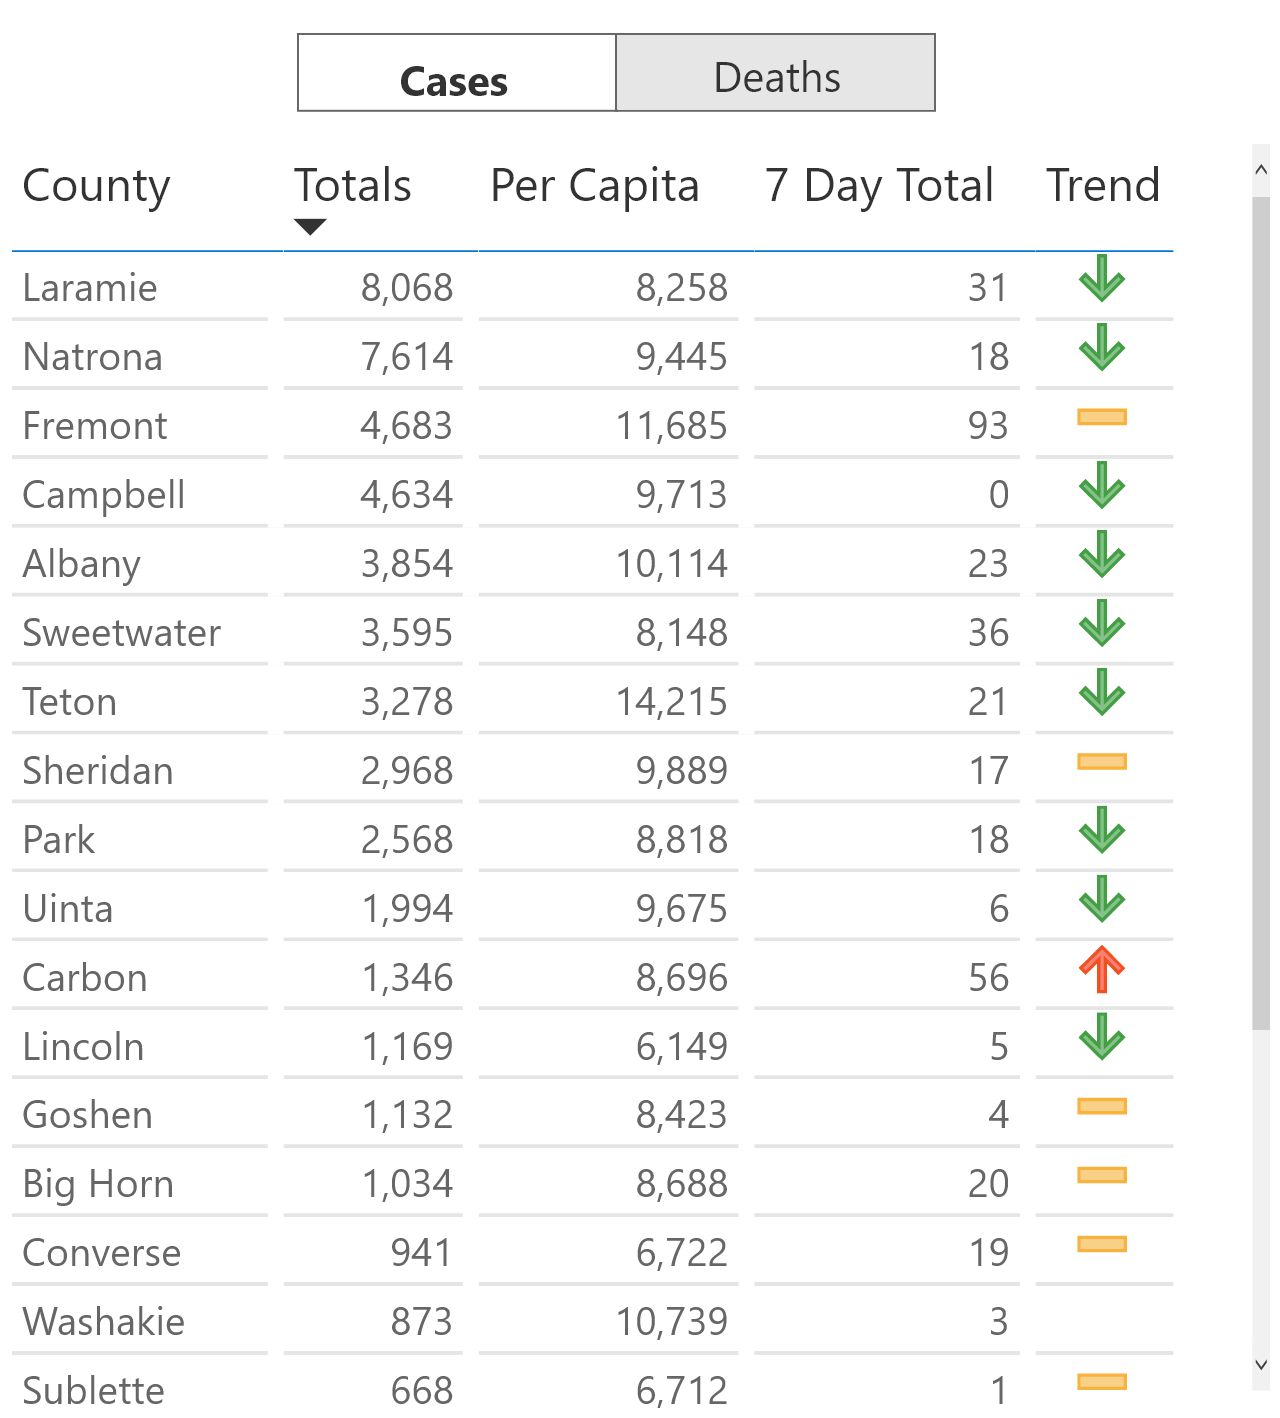 Cases Deaths
County Totals Per Capita 7 Day Total Trend
Laramie 8,068 8,258 31
Natrona 7,614 9,445 18
Fremont 4,683 11,685 93
Campbell 4,634 9,713 0
Albany 3,854 10,114 23
Sweetwater 3,595 8,148 36
Teton 3,278 14,215 21
Sheridan 2,968 9,889 17
Park 2,568 8,818 18
Uinta 1,994 9,675 6
Carbon 1,346 8,696 56
Lincoln 1,169 6,149 5
Goshen 1,132 8,423 4
Big Horn 1,034 8,688 20
Converse 941 6,722 19
Washakie 873 10,739 3
Sublette 668 6,712 1